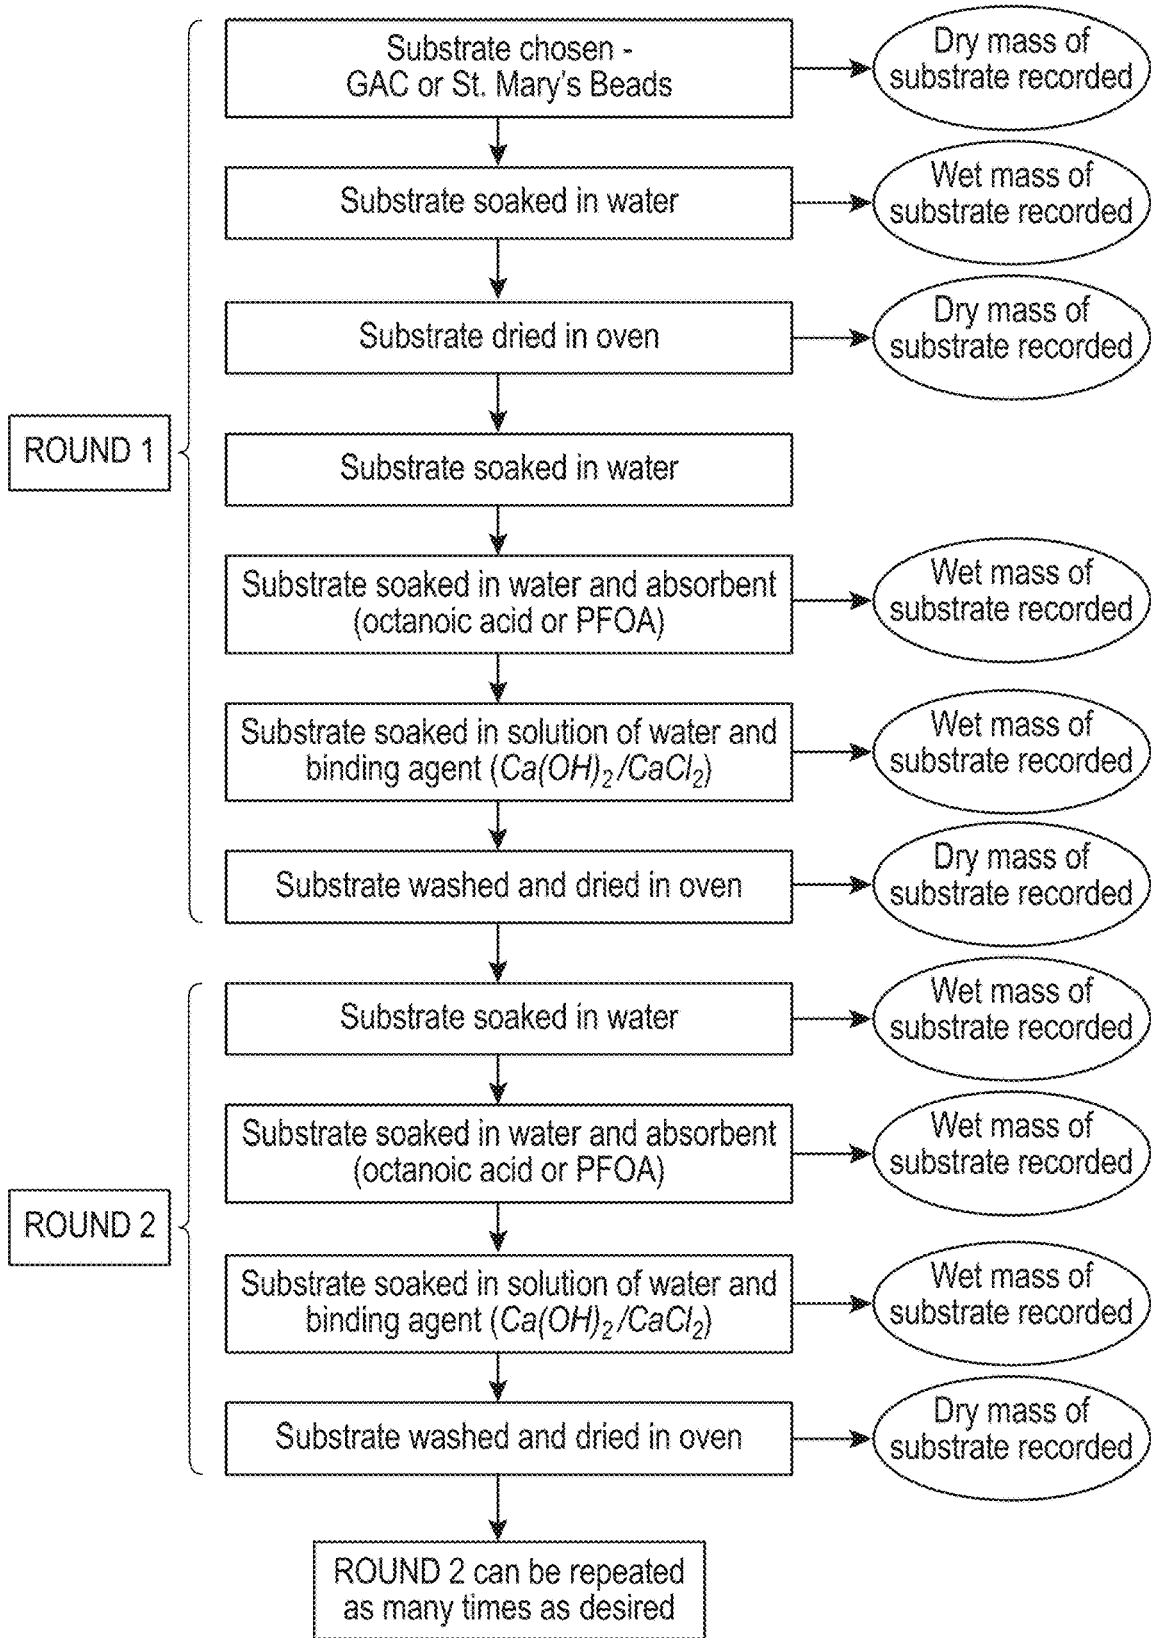 Substrate chosen -
GAC or St. Mary's Beads
Dry mass of
substrate recorded
Substrate soaked in water
Wet mass of
substrate recorded
Substrate dried in oven
Dry mass of
substrate recorded
ROUND 1
Substrate soaked in water
Substrate soaked in water and absorbent
(octanoic acid or PFOA)
Wet mass of
substrate recorded
Substrate soaked in solution of water and
binding agent (Ca(OH)₂/CaCl₂)
Wet mass of
substrate recorded
Substrate washed and dried in oven
Dry mass of
substrate recorded
Substrate soaked in water
Wet mass of
substrate recorded
Substrate soaked in water and absorbent
(octanoic acid or PFOA)
Wet mass of
substrate recorded
ROUND 2
Substrate soaked in solution of water and
binding agent (Ca(OH)₂/CaCl₂)
Wet mass of
substrate recorded
Substrate washed and dried in oven
Dry mass of
substrate recorded
ROUND 2 can be repeated
as many times as desired